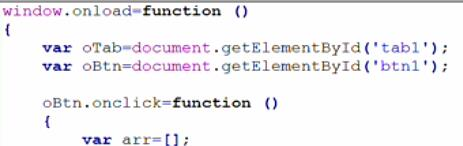 window.onload=function ()
{
    var oTab=document.getElementById('tab1');
    var oBtn=document.getElementById('btn1');

    oBtn.onclick=function ()
    {
        var arr=[];